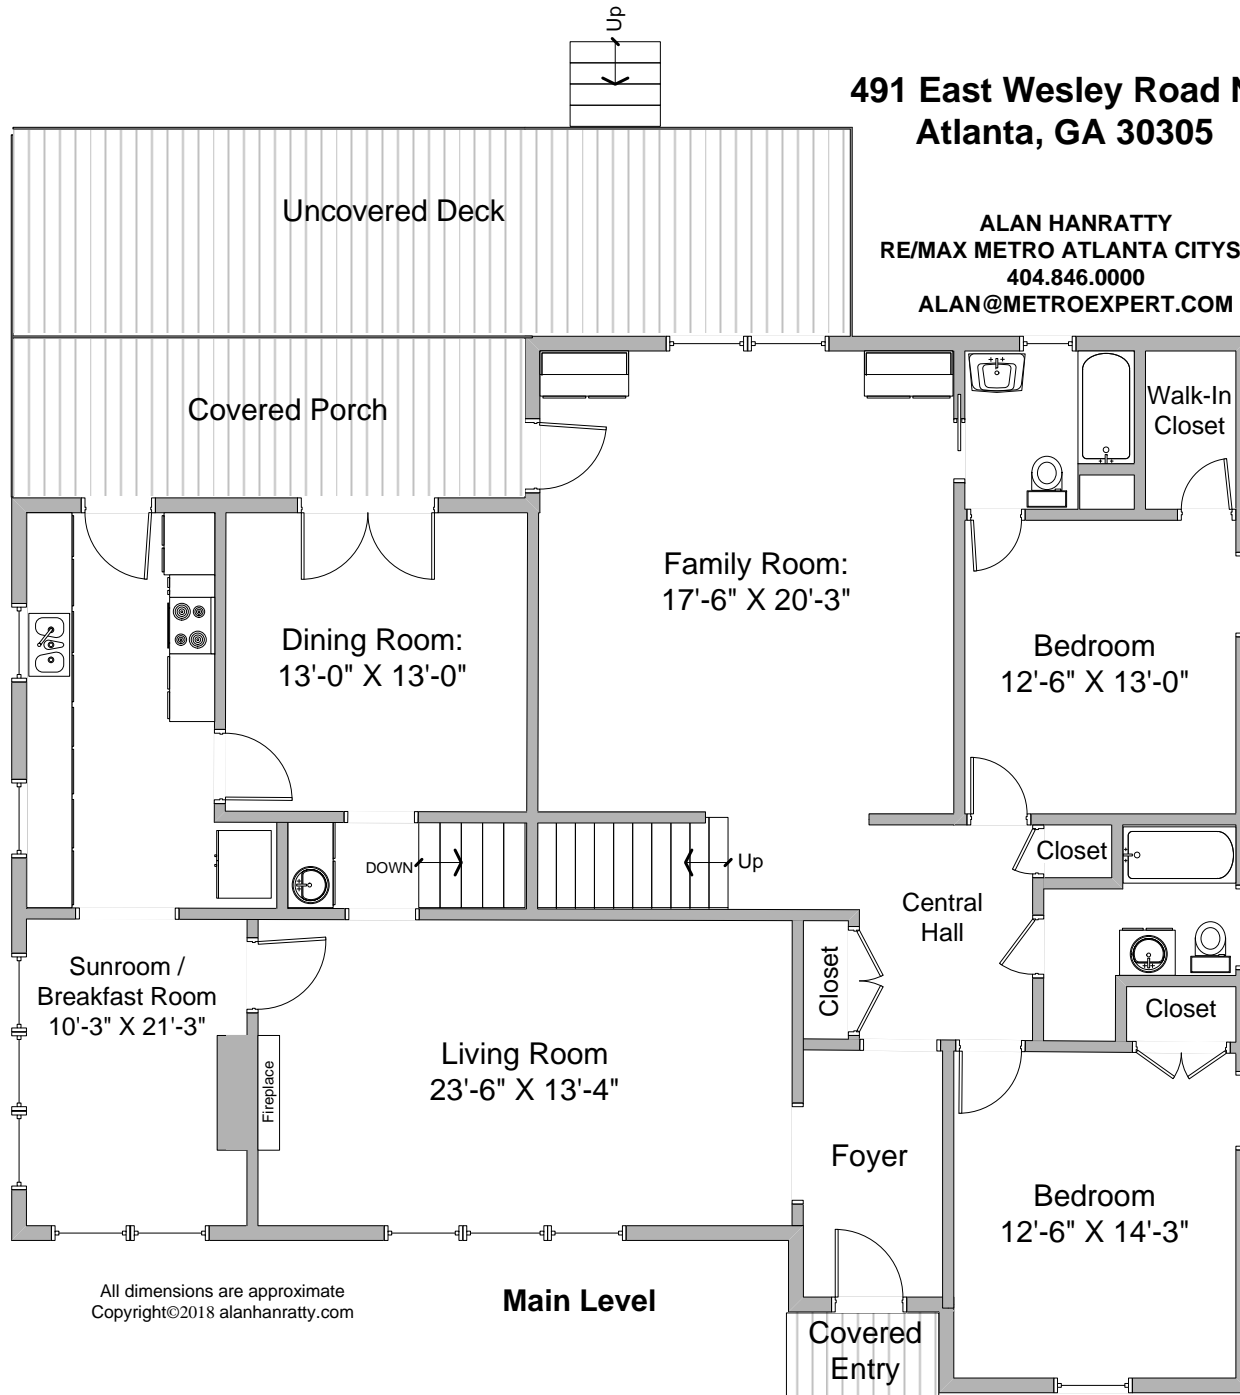 Up
491 East Wesley Road N
Atlanta, GA 30305
ALAN HANRATTY
RE/MAX METRO ATLANTA CITYS
404.846.0000
ALAN@METROEXPERT.COM
Uncovered Deck
Covered Porch
Walk-In
Closet
Family Room:
17'-6" X 20'-3"
Dining Room:
13'-0" X 13'-0"
Bedroom
12'-6" X 13'-0"
DOWN
Up
Closet
Central
Hall
Closet
Sunroom /
Breakfast Room
10'-3" X 21'-3"
Closet
Living Room
23'-6" X 13'-4"
Fireplace
Foyer
Bedroom
12'-6" X 14'-3"
All dimensions are approximate
Copyright©2018 alanhanratty.com
Main Level
Covered
Entry